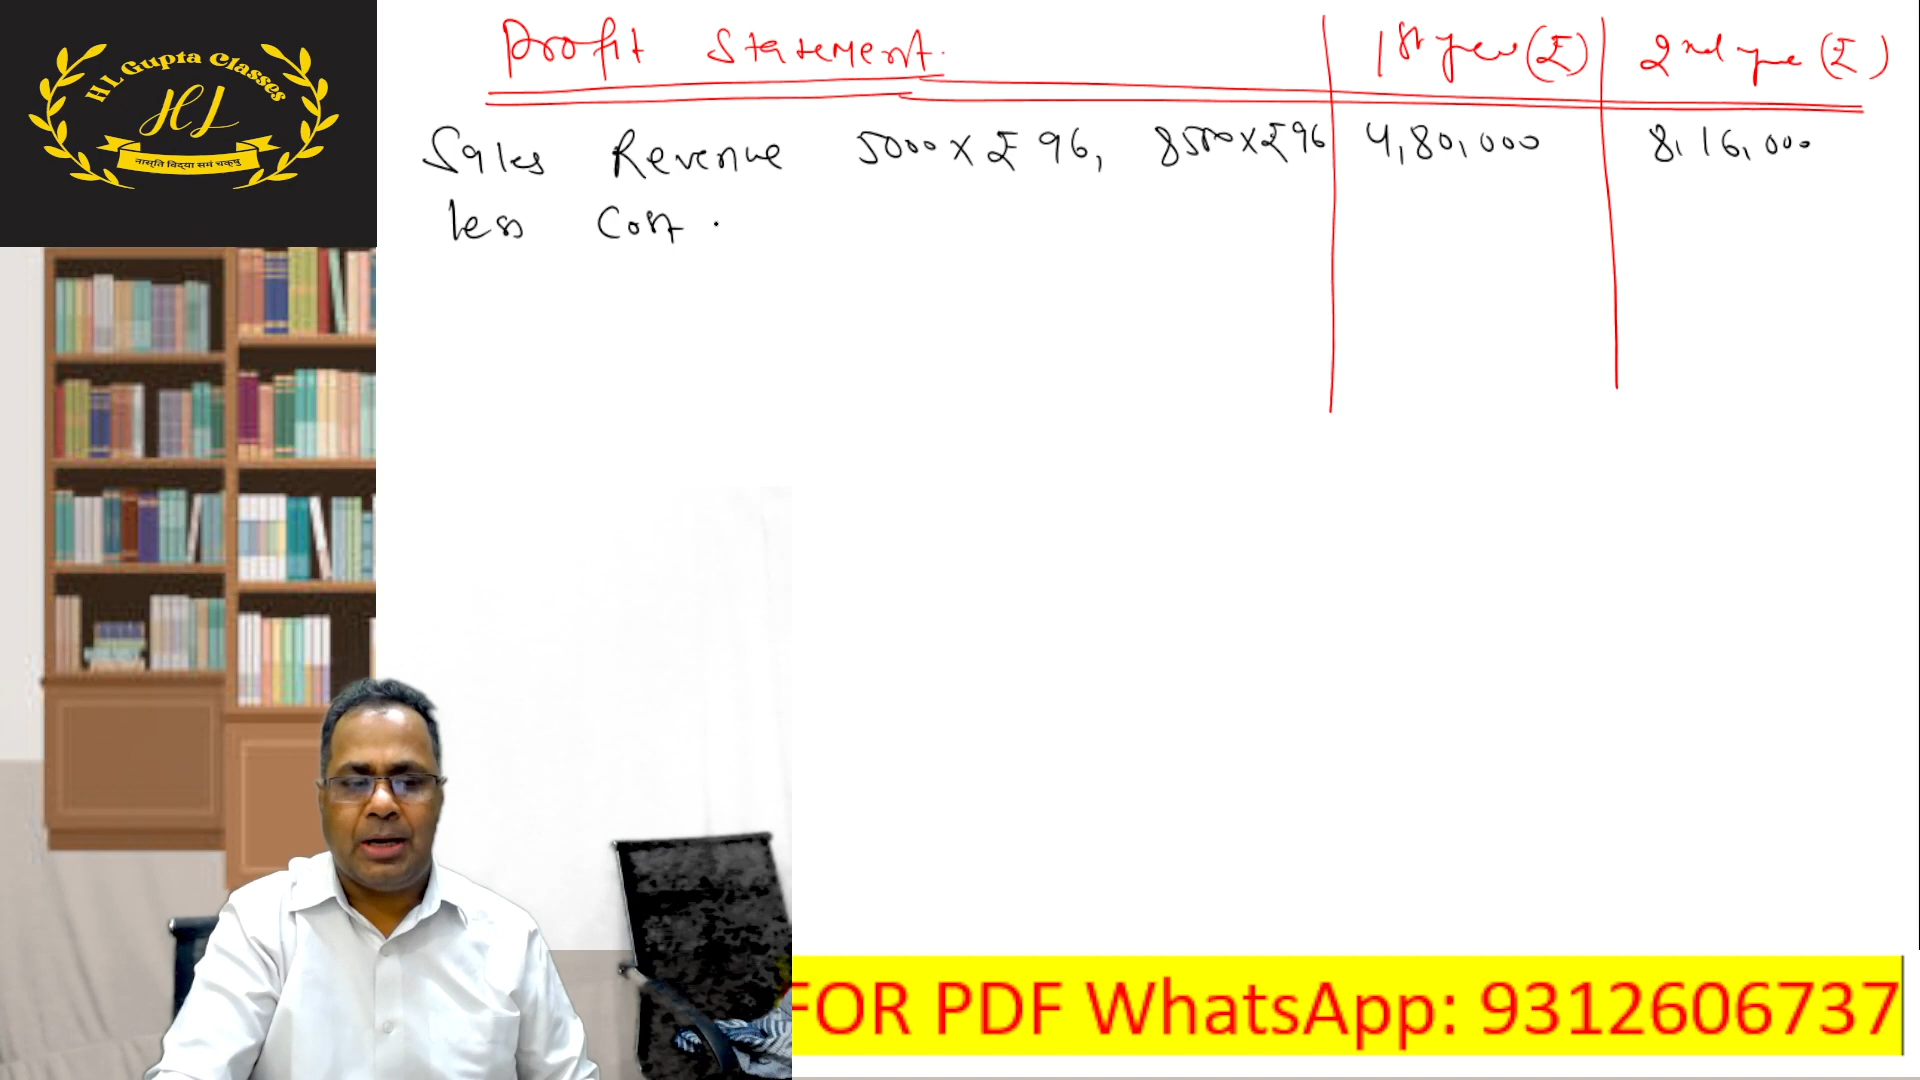 HL Gupta Classes
HL
नास्ति विद्या समं चक्षु
Profit Statement. 1st year (₹) 2nd year (₹)
Sales Revenue 5000 x ₹ 96, 8500 x ₹ 96 4,80,000 8,16,000
less Cost .
FOR PDF WhatsApp: 9312606737